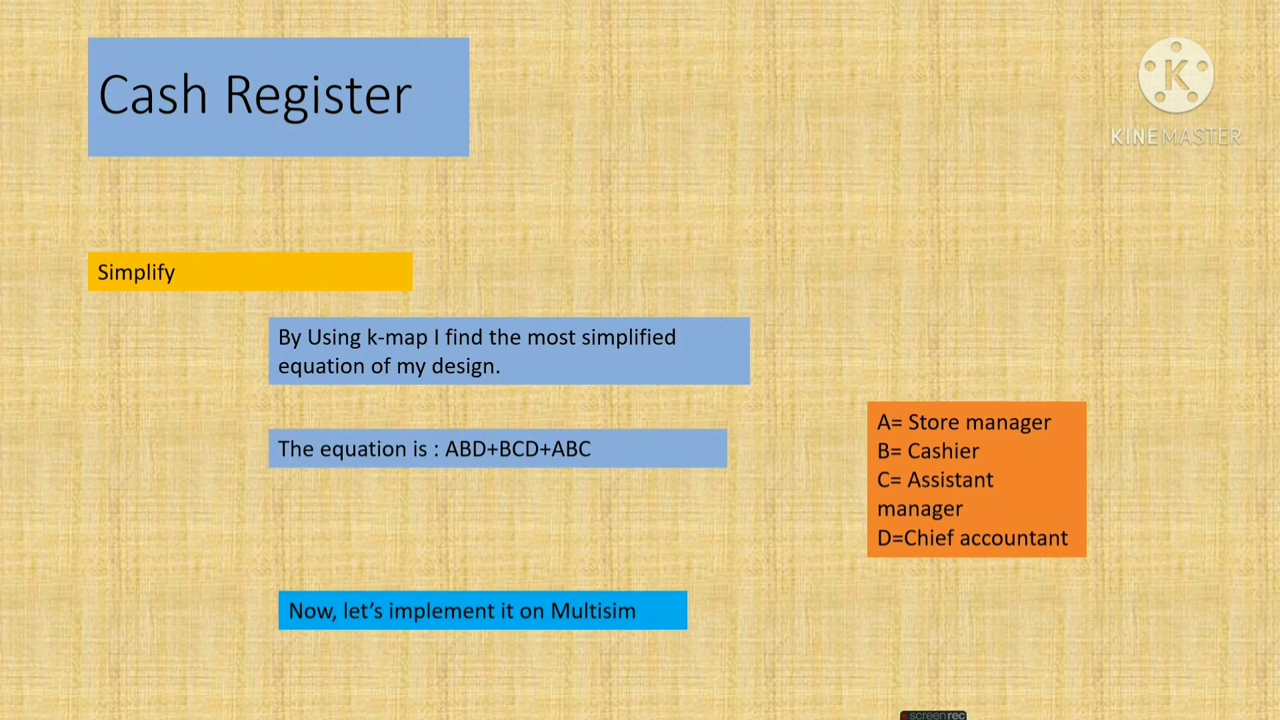 Cash Register
KINEMASTER
Simplify
By Using k-map I find the most simplified
equation of my design.
The equation is : ABD+BCD+ABC
A= Store manager
B= Cashier
C= Assistant
manager
D=Chief accountant
Now, let’s implement it on Multisim
screenrec